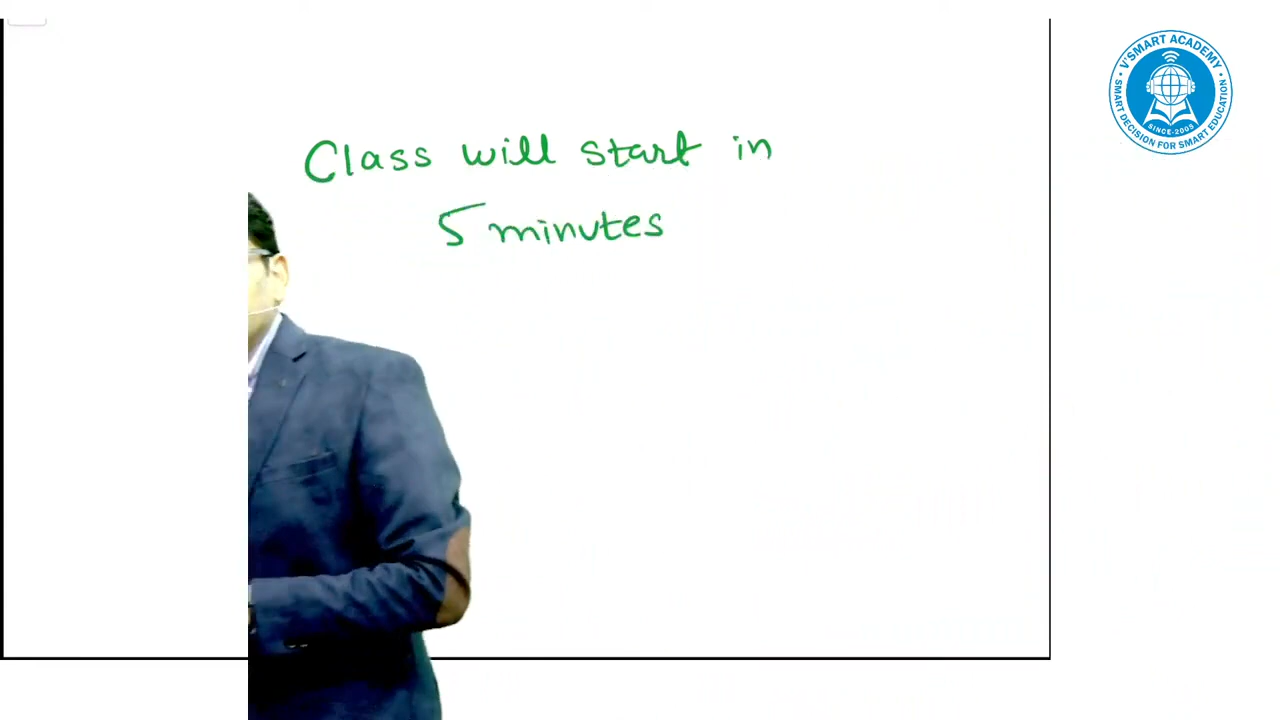 Class will start in
5 minutes
V'SMART ACADEMY
SMART DECISION FOR SMART EDUCATION
SINCE-2005